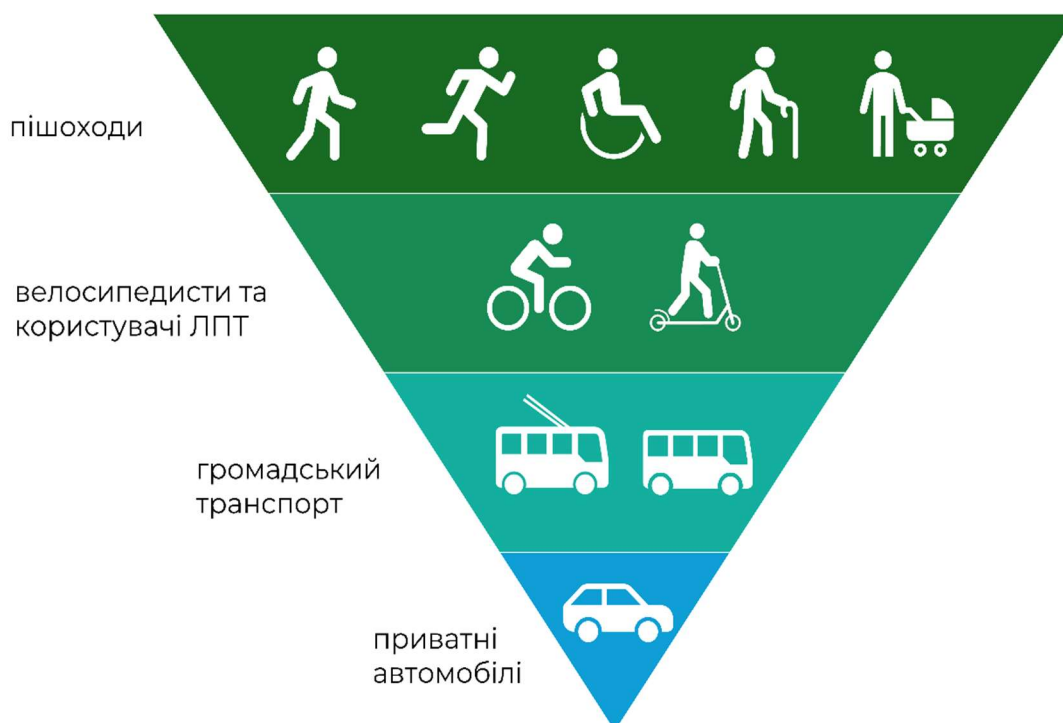 пішоходи
велосипедисти та
користувачі ЛПТ
громадський
транспорт
приватні
автомобілі